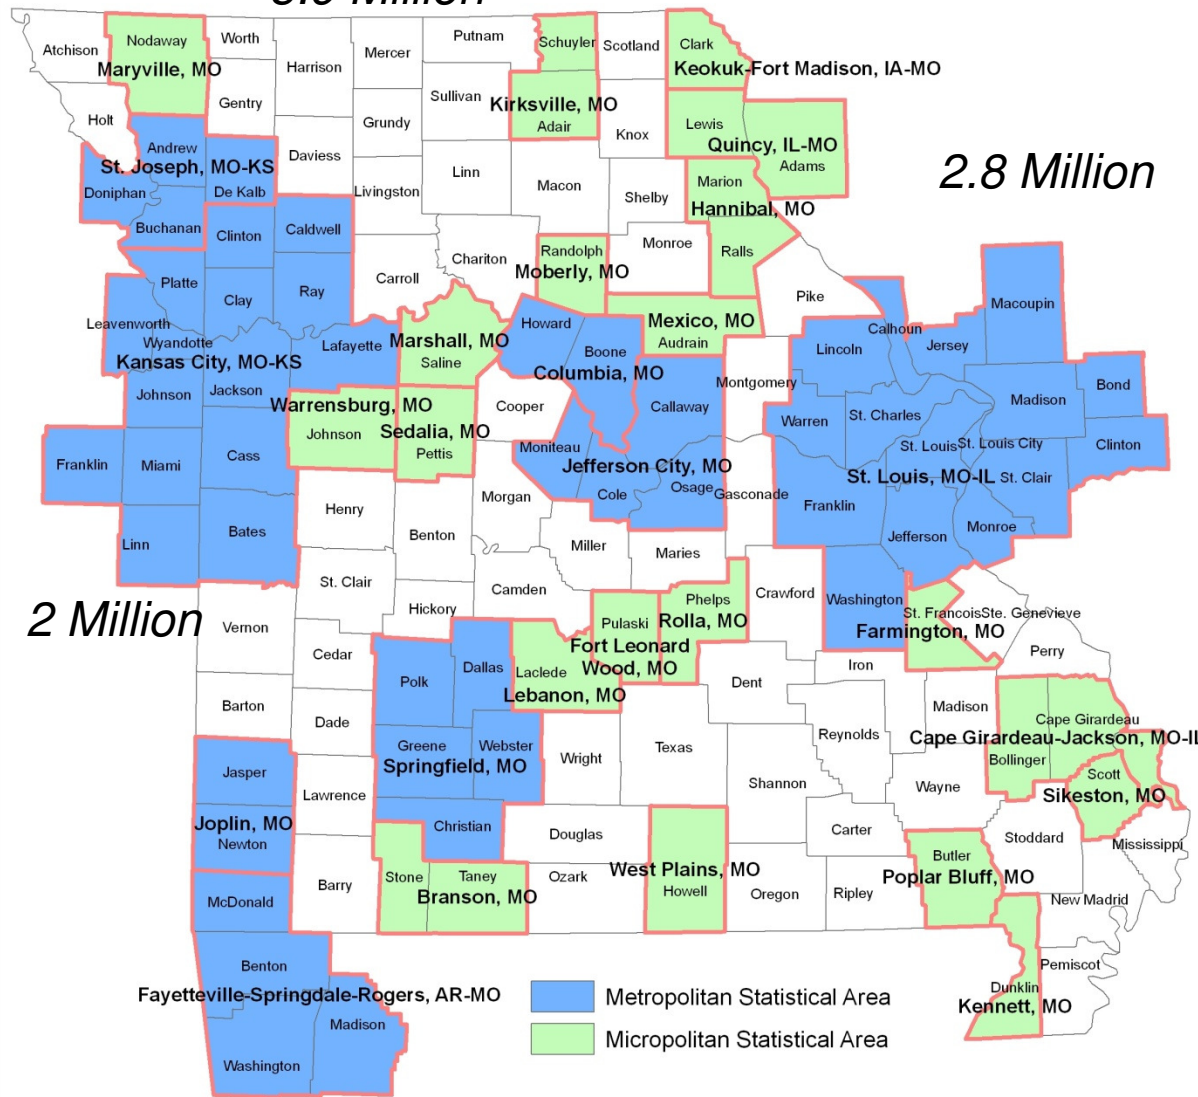 Atchison
Nodaway
Maryville, MO
Worth
Harrison
Mercer
Putnam
Schuyler
Scotland
Clark
Keokuk-Fort Madison, IA-MO
Holt
Gentry
Sullivan
Kirksville, MO
Adair
Grundy
Knox
Lewis
Quincy, IL-MO
Adams
2.8 Million
Andrew
St. Joseph, MO-KS
Doniphan
De Kalb
Buchanan
Daviess
Livingston
Linn
Macon
Shelby
Marion
Hannibal, MO
Clinton
Caldwell
Carroll
Chariton
Randolph
Moberly, MO
Monroe
Ralls
Pike
Platte
Clay
Ray
Leavenworth
Wyandotte
Kansas City, MO-KS
Lafayette
Marshall, MO
Saline
Howard
Boone
Columbia, MO
Mexico, MO
Audrain
Calhoun
Lincoln
Jersey
Macoupin
Johnson
Jackson
Warrensburg, MO
Johnson
Sedalia, MO
Pettis
Cooper
Moniteau
Callaway
Montgomery
Warren
St. Charles
St. Louis
St. Louis City
Madison
Bond
Clinton
Franklin
Miami
Cass
Jefferson City, MO
Cole
Osage
Gasconade
St. Louis, MO-IL
St. Clair
Franklin
Jefferson
Monroe
Linn
Bates
Henry
Benton
Morgan
Miller
Maries
2 Million
Vernon
St. Clair
Hickory
Camden
Pulaski
Fort Leonard
Wood, MO
Phelps
Rolla, MO
Crawford
Washington
St. Francois
Ste. Genevieve
Farmington, MO
Perry
Cedar
Polk
Dallas
Laclede
Lebanon, MO
Dent
Iron
Madison
Barton
Dade
Greene
Webster
Springfield, MO
Wright
Texas
Reynolds
Shannon
Wayne
Cape Girardeau
Cape Girardeau-Jackson, MO-IL
Bollinger
Scott
Sikeston, MO
Jasper
Joplin, MO
Newton
Lawrence
Christian
Douglas
Carter
Stoddard
Mississippi
McDonald
Barry
Stone
Taney
Branson, MO
Ozark
West Plains, MO
Howell
Oregon
Ripley
Butler
Poplar Bluff, MO
New Madrid
Pemiscot
Dunklin
Kennett, MO
Benton
Fayetteville-Springdale-Rogers, AR-MO
Madison
Washington
Metropolitan Statistical Area
Micropolitan Statistical Area